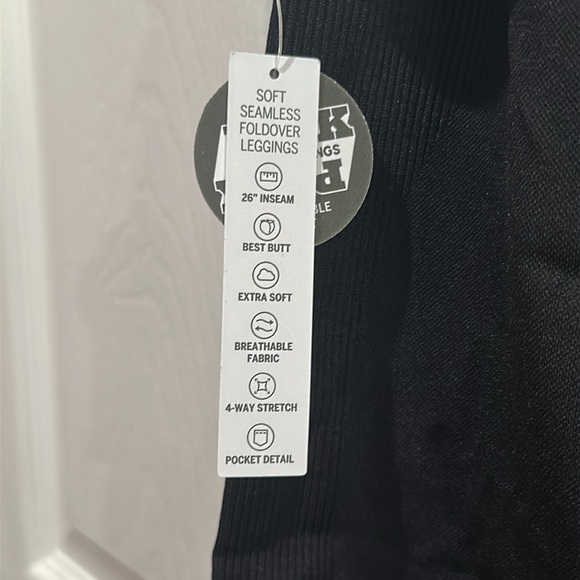 SOFT
SEAMLESS
FOLDOVER
LEGGINGS
26" INSEAM
BEST BUTT
EXTRA SOFT
BREATHABLE
FABRIC
4-WAY STRETCH
POCKET DETAIL